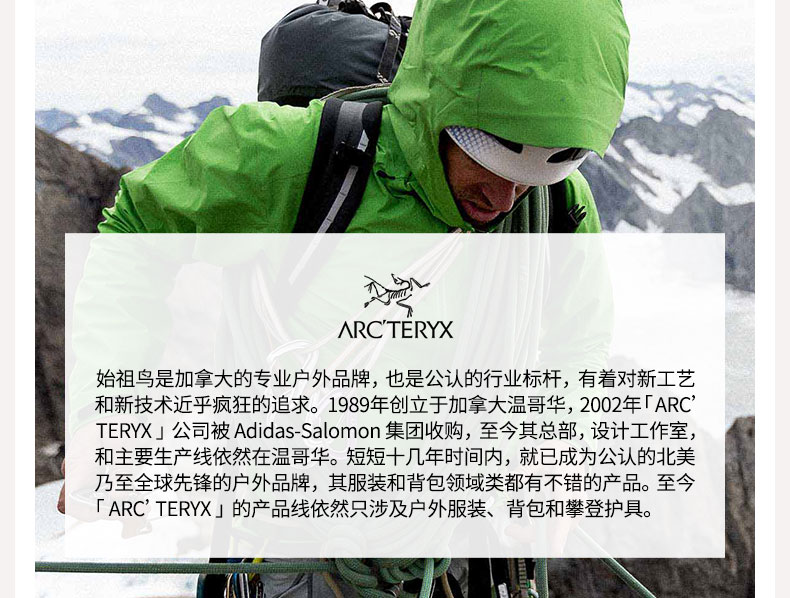 ARC'TERYX
始祖鸟是加拿大的专业户外品牌，也是公认的行业标杆，有着对新工艺
和新技术近乎疯狂的追求。1989年创立于加拿大温哥华，2002年「ARC’
TERYX」公司被 Adidas-Salomon 集团收购，至今其总部，设计工作室，
和主要生产线依然在温哥华。短短十几年时间内，就已成为公认的北美
乃至全球先锋的户外品牌，其服装和背包领域类都有不错的产品。至今
「ARC’TERYX」的产品线依然只涉及户外服装、背包和攀登护具。